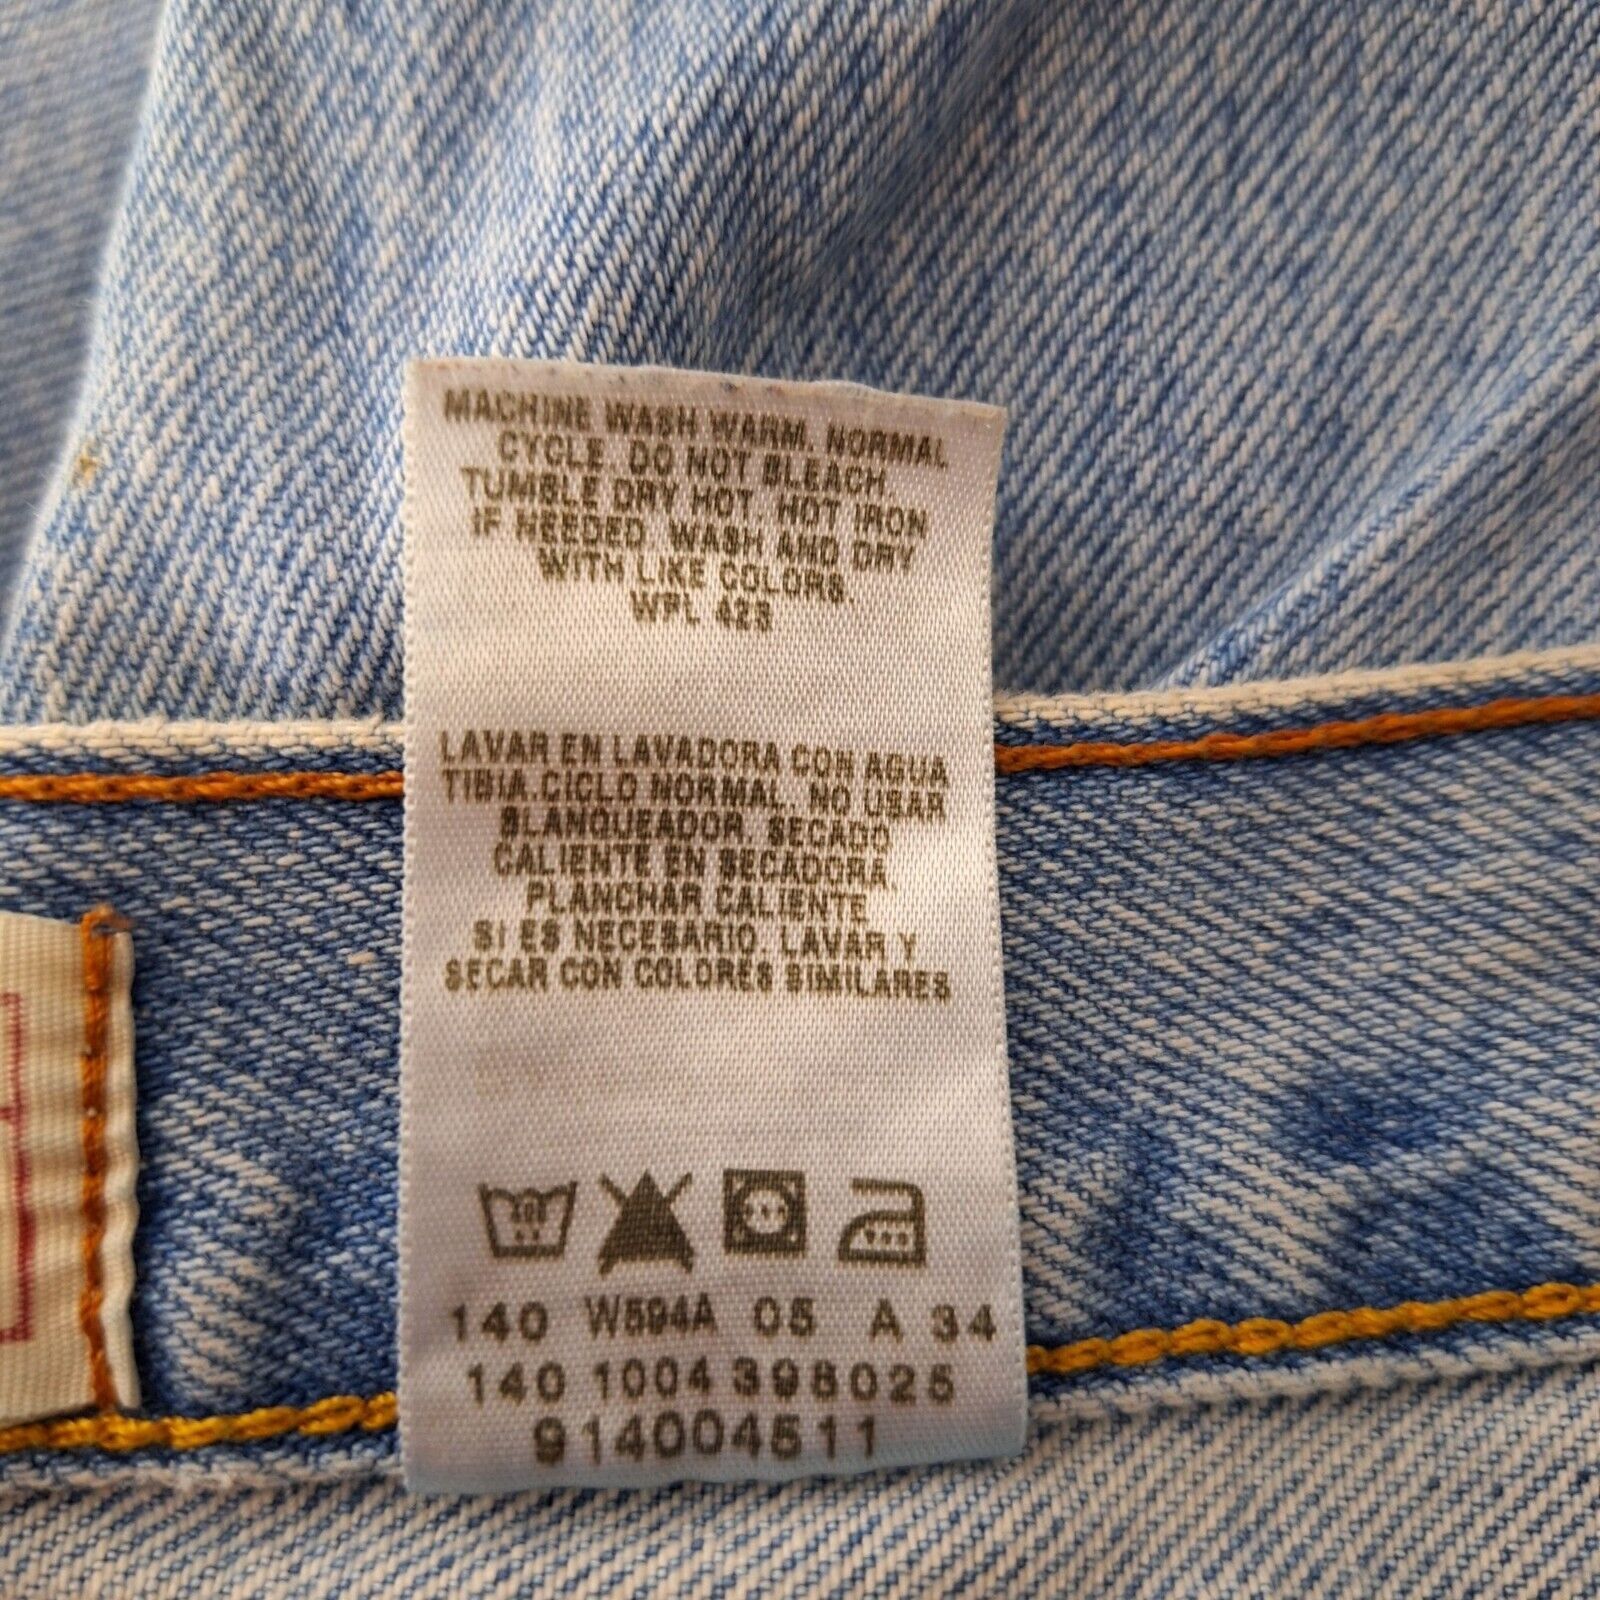 MACHINE WASH WARM. NORMAL
CYCLE. DO NOT BLEACH.
TUMBLE DRY HOT. HOT IRON
IF NEEDED. WASH AND DRY
WITH LIKE COLORS.
WPL 423
LAVAR EN LAVADORA CON AGUA
TIBIA.CICLO NORMAL. NO USAR
BLANQUEADOR. SECADO
CALIENTE EN SECADORA.
PLANCHAR CALIENTE
SI ES NECESARIO. LAVAR Y
SECAR CON COLORES SIMILARES
140 W594A 05 A 34
140 1004 398025
914004511